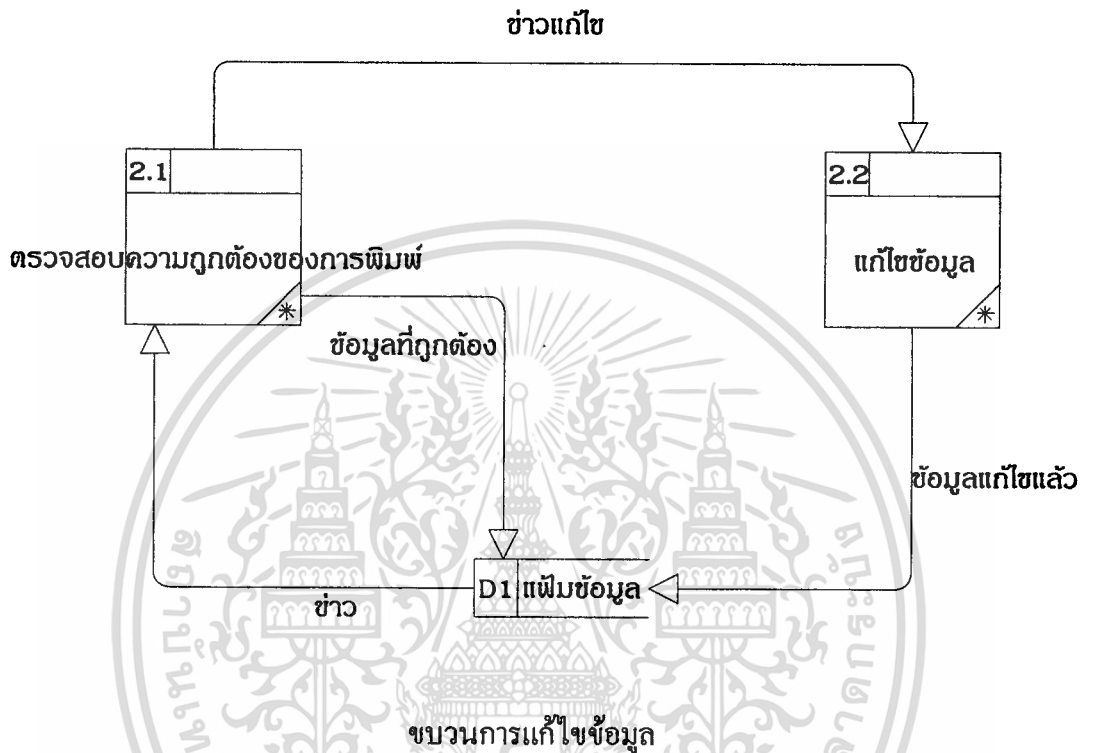 ข่าวแก้ไข
2.1
2.2
ตรวจสอบความถูกต้องของการพิมพ์
แก้ไขข้อมูล
*
*
ข้อมูลที่ถูกต้อง
ข้อมูลแก้ไขแล้ว
D1 แฟ้มข้อมูล
ข่าว
ขบวนการแก้ไขข้อมูล